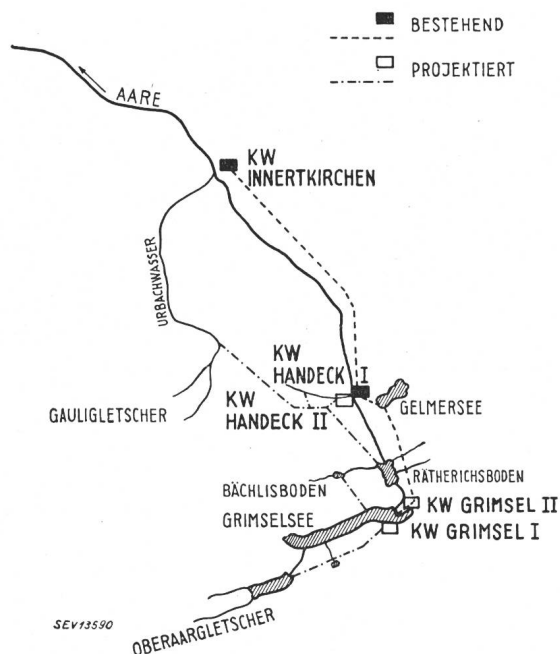 BESTEHEND
PROJEKTIERT
AARE
KW
INNERTKIRCHEN
URBACHWASSER
KW
HANDECK I
KW
HANDECK II
GAULIGLETSCHER
GELMERSEE
RÄTHERICHSBODEN
BÄCHLISBODEN
GRIMSELSEE
KW GRIMSEL II
KW GRIMSEL I
OBERAARGLETSCHER
SEV13590